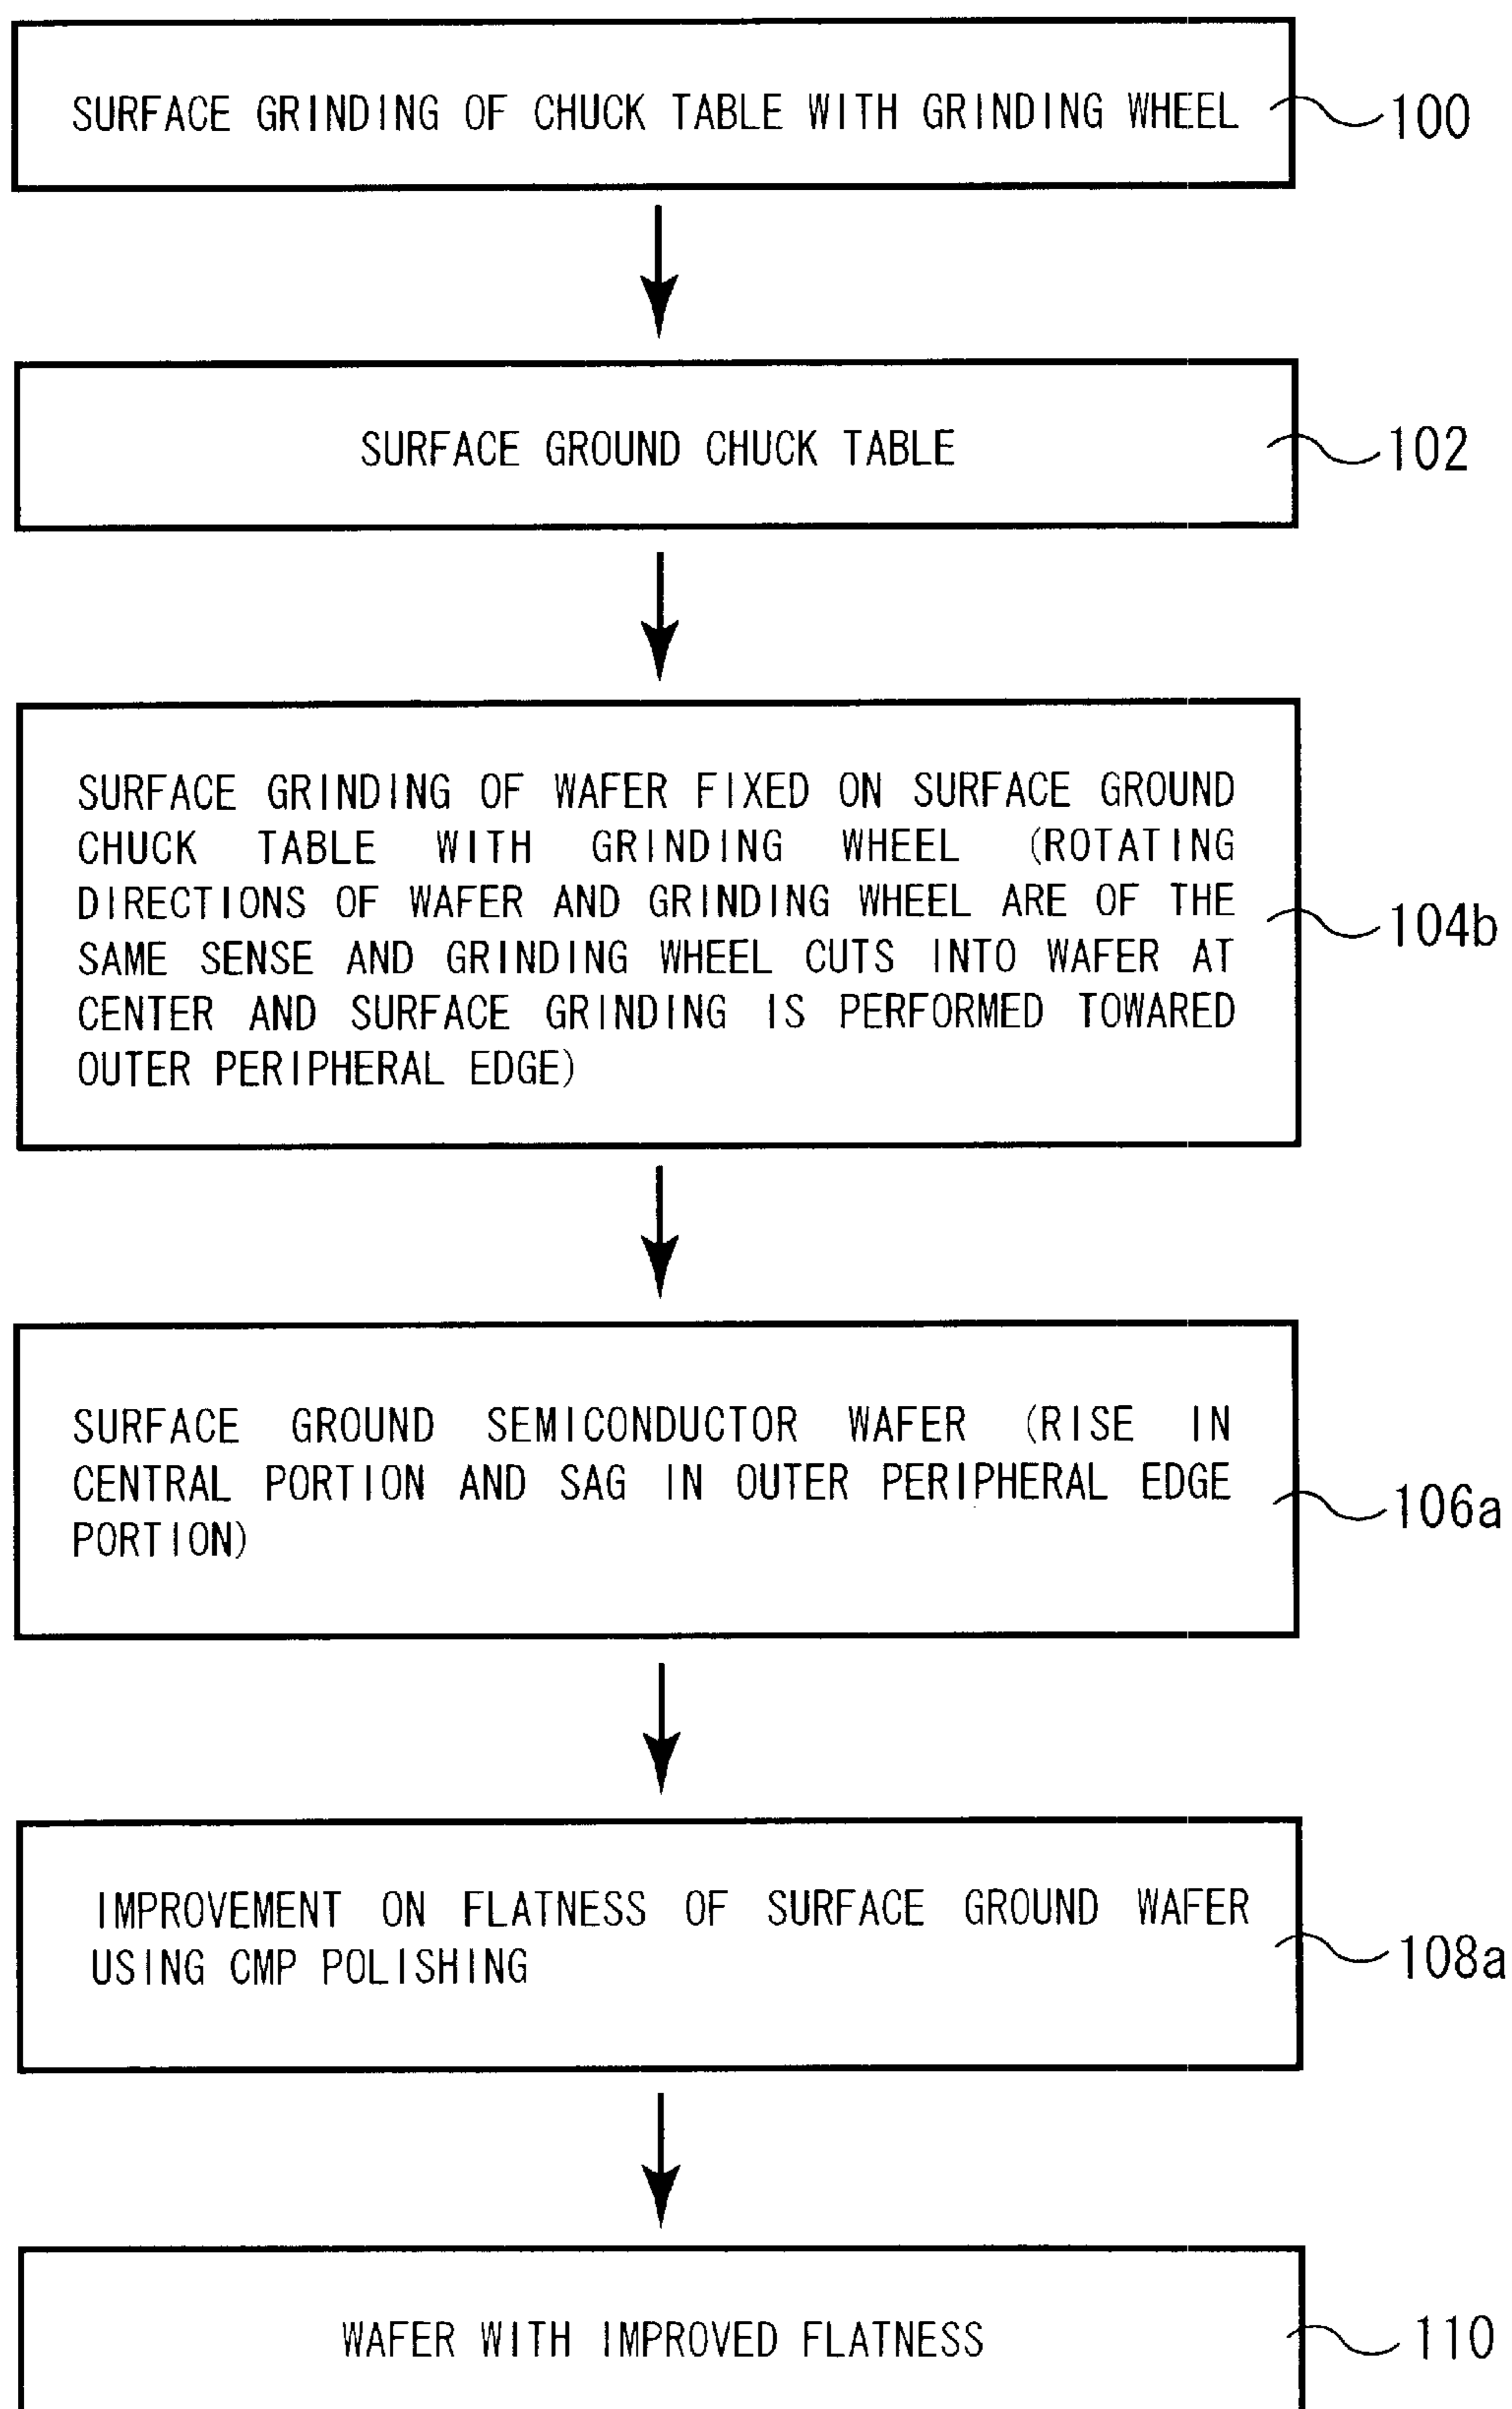 SURFACE GRINDING OF CHUCK TABLE WITH GRINDING WHEEL
100
SURFACE GROUND CHUCK TABLE
102
SURFACE GRINDING OF WAFER FIXED ON SURFACE GROUND
CHUCK TABLE WITH GRINDING WHEEL (ROTATING
DIRECTIONS OF WAFER AND GRINDING WHEEL ARE OF THE
SAME SENSE AND GRINDING WHEEL CUTS INTO WAFER AT
CENTER AND SURFACE GRINDING IS PERFORMED TOWARED
OUTER PERIPHERAL EDGE)
104b
SURFACE GROUND SEMICONDUCTOR WAFER (RISE IN
CENTRAL PORTION AND SAG IN OUTER PERIPHERAL EDGE
PORTION)
106a
IMPROVEMENT ON FLATNESS OF SURFACE GROUND WAFER
USING CMP POLISHING
108a
WAFER WITH IMPROVED FLATNESS
110